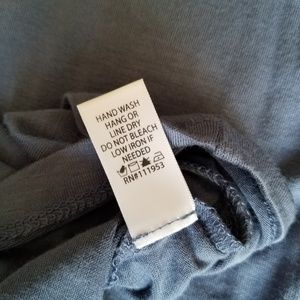 HAND WASH
HANG OR
LINE DRY
DO NOT BLEACH
LOW IRON IF
NEEDED
RN#111953